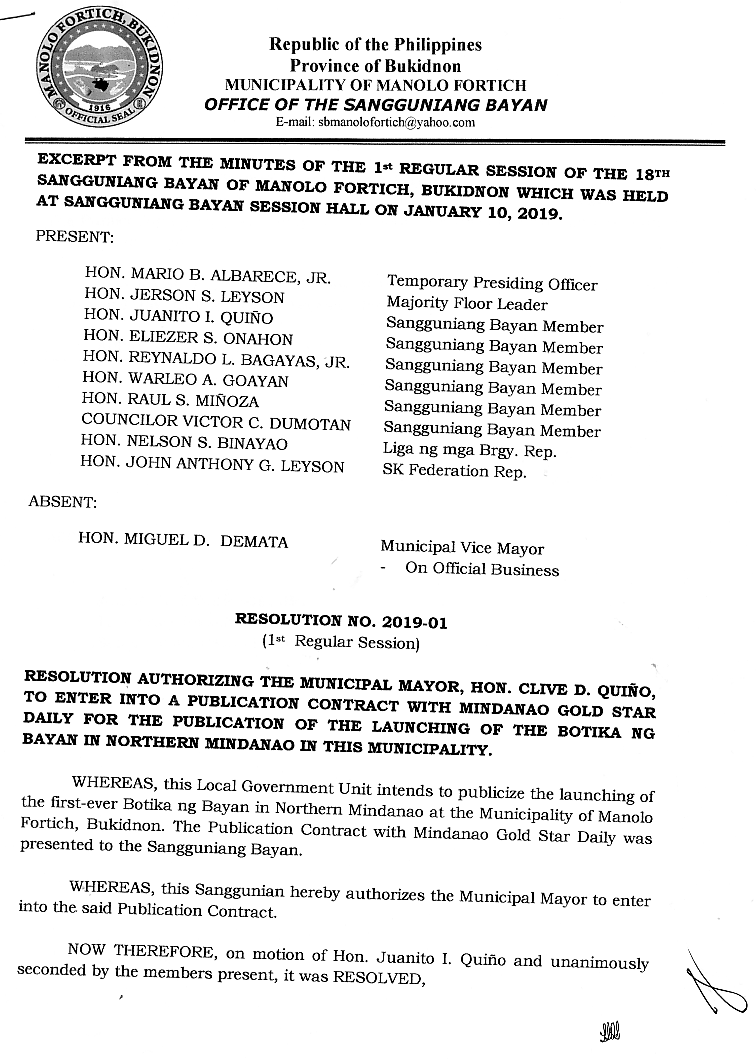 MANOLO FORTICH, BUKIDNON
1916
OFFICIAL SEAL
Republic of the Philippines
Province of Bukidnon
MUNICIPALITY OF MANOLO FORTICH
OFFICE OF THE SANGGUNIANG BAYAN
E-mail: sbmanolofortich@yahoo.com
EXCERPT FROM THE MINUTES OF THE 1st REGULAR SESSION OF THE 18TH
SANGGUNIANG BAYAN OF MANOLO FORTICH, BUKIDNON WHICH WAS HELD
AT SANGGUNIANG BAYAN SESSION HALL ON JANUARY 10, 2019.
PRESENT:
HON. MARIO B. ALBARECE, JR. Temporary Presiding Officer
HON. JERSON S. LEYSON Majority Floor Leader
HON. JUANITO I. QUIÑO Sangguniang Bayan Member
HON. ELIEZER S. ONAHON Sangguniang Bayan Member
HON. REYNALDO L. BAGAYAS, JR. Sangguniang Bayan Member
HON. WARLEO A. GOAYAN Sangguniang Bayan Member
HON. RAUL S. MIÑOZA Sangguniang Bayan Member
COUNCILOR VICTOR C. DUMOTAN Sangguniang Bayan Member
HON. NELSON S. BINAYAO Liga ng mga Brgy. Rep.
HON. JOHN ANTHONY G. LEYSON SK Federation Rep.
ABSENT:
HON. MIGUEL D. DEMATA Municipal Vice Mayor
- On Official Business
RESOLUTION NO. 2019-01
(1st Regular Session)
RESOLUTION AUTHORIZING THE MUNICIPAL MAYOR, HON. CLIVE D. QUIÑO,
TO ENTER INTO A PUBLICATION CONTRACT WITH MINDANAO GOLD STAR
DAILY FOR THE PUBLICATION OF THE LAUNCHING OF THE BOTIKA NG
BAYAN IN NORTHERN MINDANAO IN THIS MUNICIPALITY.
WHEREAS, this Local Government Unit intends to publicize the launching of
the first-ever Botika ng Bayan in Northern Mindanao at the Municipality of Manolo
Fortich, Bukidnon. The Publication Contract with Mindanao Gold Star Daily was
presented to the Sangguniang Bayan.
WHEREAS, this Sanggunian hereby authorizes the Municipal Mayor to enter
into the said Publication Contract.
NOW THEREFORE, on motion of Hon. Juanito I. Quiño and unanimously
seconded by the members present, it was RESOLVED,